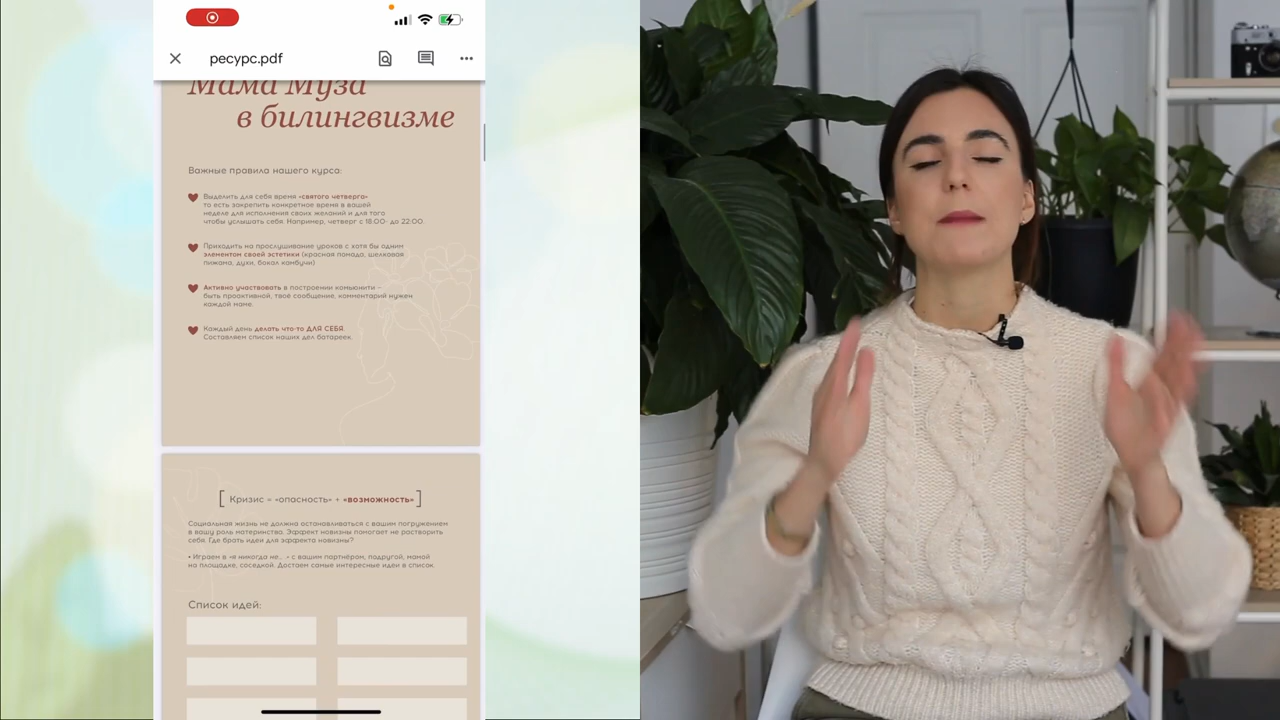 ресурс.pdf
Мама Муза
в билингвизме
Важные правила нашего курса:
Выделить для себя время «святого четверга»
то есть закрепить конкретное время в вашей
неделе для исполнения своих желаний и для того
чтобы услышать себя. Например, четверг с 18:00- до 22:00.
Приходить на прослушивание уроков с хотя бы одним
элементом своей эстетики (красная помада, шелковая
пижама, духи, бокал комбучи)
Активно участвовать в построении комьюнити –
быть проактивной, твоё сообщение, комментарий нужен
каждой маме.
Каждый день делать что-то ДЛЯ СЕБЯ.
Составляем список наших дел батареек.
[ Кризис = «опасность» + «возможность» ]
Социальная жизнь не должна останавливаться с вашим погружением
в вашу роль материнства. Эффект новизны помогает не растворить
себя. Где брать идеи для эффекта новизны?
• Играем в «я никогда не... » с вашим партнёром, подругой, мамой
на площадке, соседкой. Достаем самые интересные идеи в список.
Список идей: